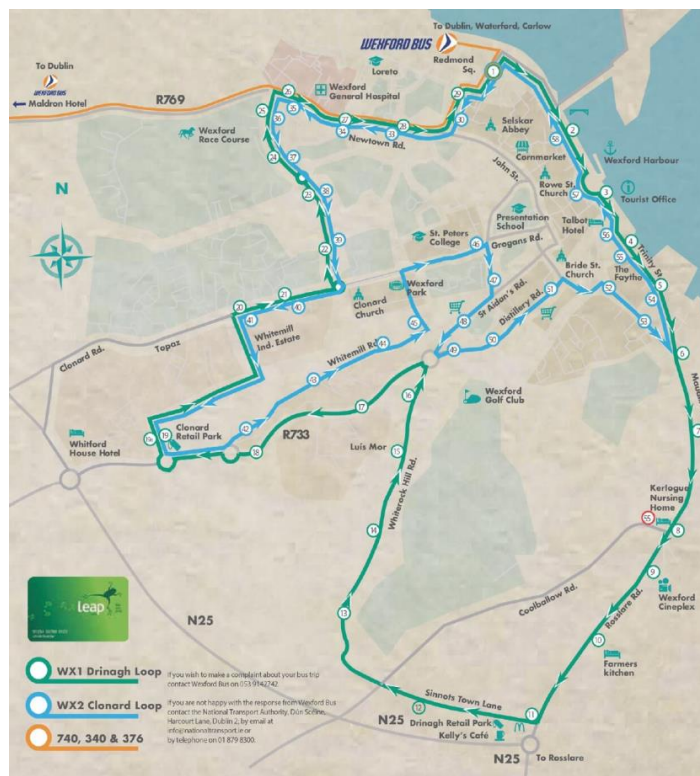 To Dublin, Waterford, Carlow
WEXFORD BUS
Redmond
Sq.
To Dublin
WEXFORD BUS
Maldron Hotel
R769
Loreto
Wexford
General Hospital
Wexford
Race Course
Newtown Rd.
Selskar
Abbey
Cornmarket
John St.
Rowe St.
Church
Wexford Harbour
Tourist Office
Presentation
School
Talbot
Hotel
St. Peters
College
Grogans Rd.
Bride St.
Church
The
Faythe
Trinity St
N
Wexford
Park
Clonard
Church
St Aidan's Rd.
Distillery Rd.
Whitemill
Ind. Estate
Whitemill Rd
Clonard Rd.
Topaz
Wexford
Golf Club
Clonard
Retail Park
Whitford
House Hotel
R733
Luis Mor
Whiterock Hill Rd.
Kerlogue
Nursing
Home
Wexford
Cineplex
Coolballow Rd.
Rosslare Rd.
Farmers
kitchen
N25
Sinnots Town Lane
N25
Drinagh Retail Park
Kelly's Café
N25
To Rosslare
leap
WX1 Drinagh Loop
WX2 Clonard Loop
740, 340 & 376
If you wish to make a complaint about your bus trip
contact Wexford Bus on 053 9142742
If you are not happy with the response from Wexford Bus
contact the National Transport Authority, Dún Scéine,
Harcourt Lane, Dublin 2, by email at
info@nationaltransport.ie or
by telephone on 01 879 8300.